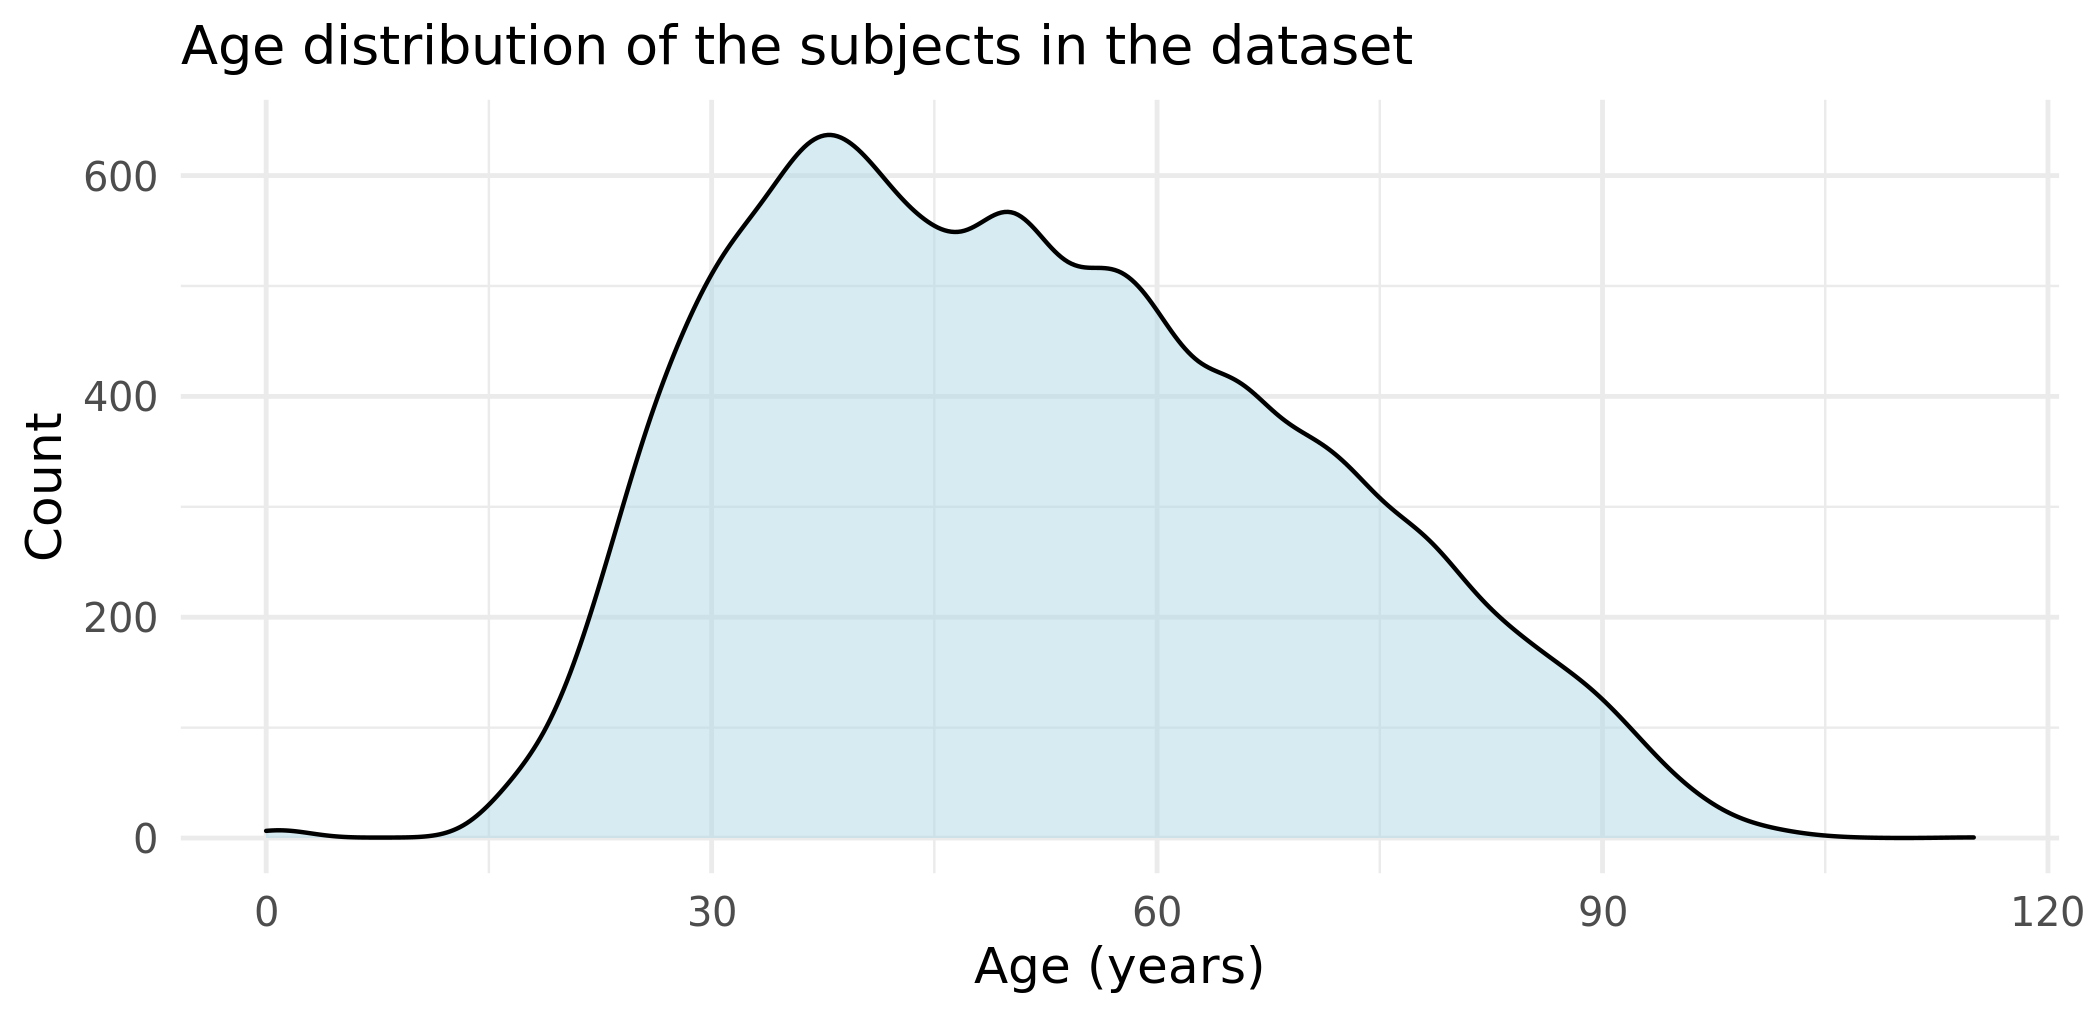 Age distribution of the subjects in the dataset
600
400
200
0
Count
0 30 60 90 120
Age (years)